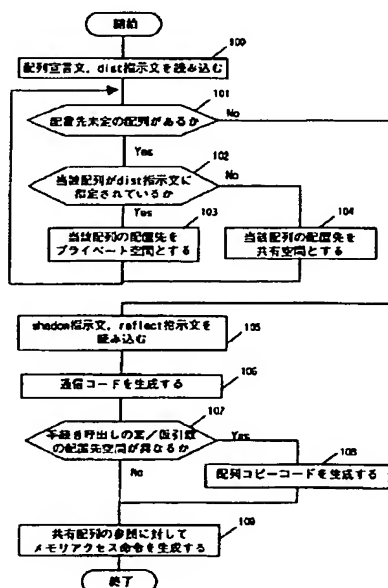 開始
100
配列宣言文、dist指示文を読み込む
101
配置先未定の配列があるか
No
Yes
102
当該配列がdist指示文に
指定されているか
No
Yes
103
104
当該配列の配置先を
プライベート空間とする
当該配列の配置先を
共有空間とする
shadow指示文、reflect指示文を
読み込む
105
106
通信コードを生成する
107
手続き呼出しの実/仮引数
の配置先空間が異なるか
Yes
No
108
配列コピーコードを生成する
共有配列の参照に対して
メモリアクセス命令を生成する
109
終了